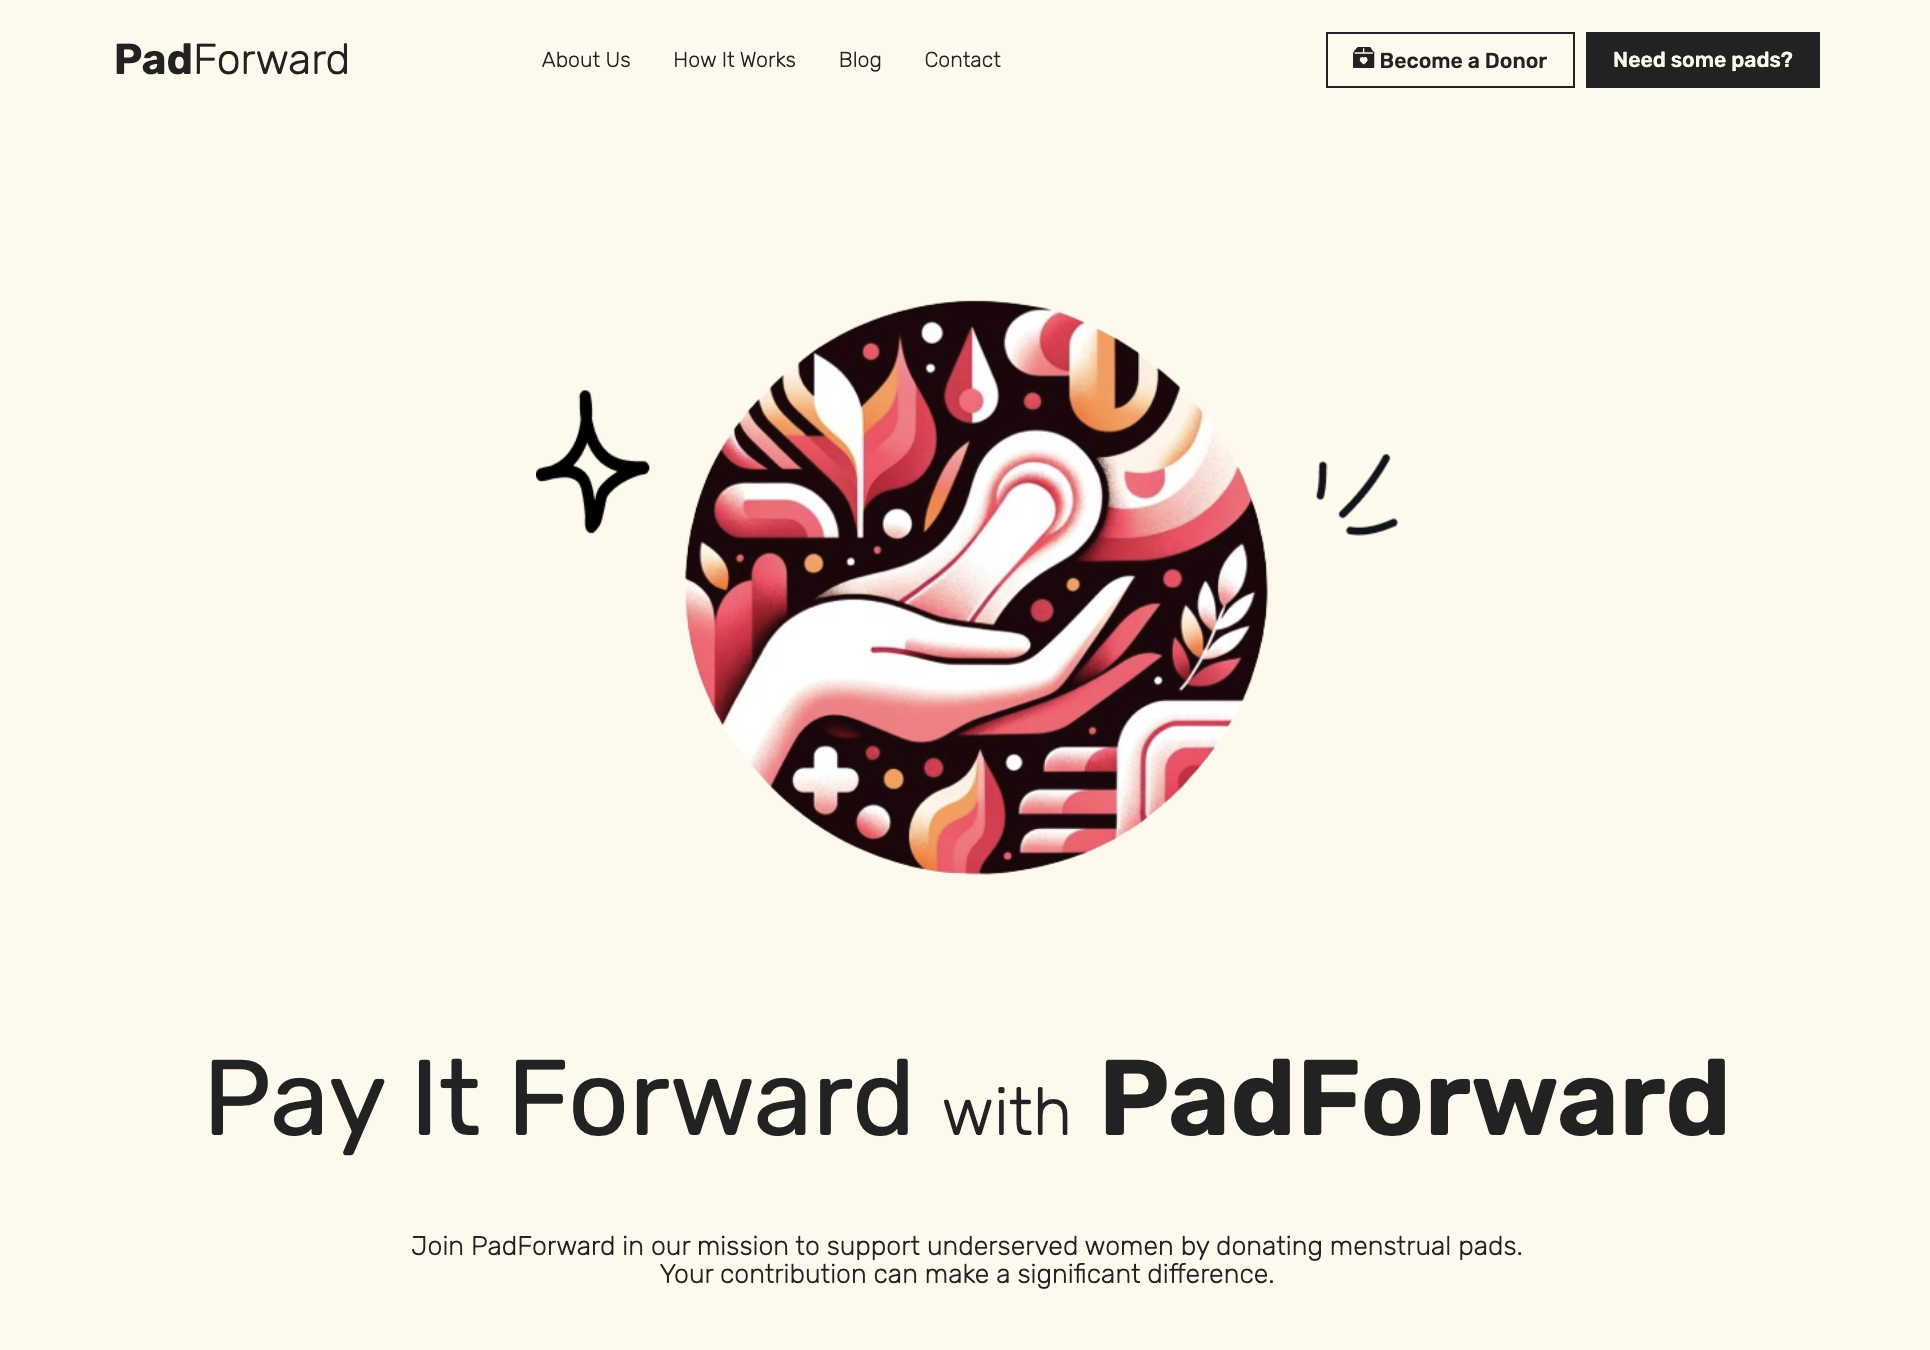 PadForward
About Us
How It Works
Blog
Contact
Become a Donor
Need some pads?
Pay It Forward with PadForward
Join PadForward in our mission to support underserved women by donating menstrual pads.
Your contribution can make a significant difference.